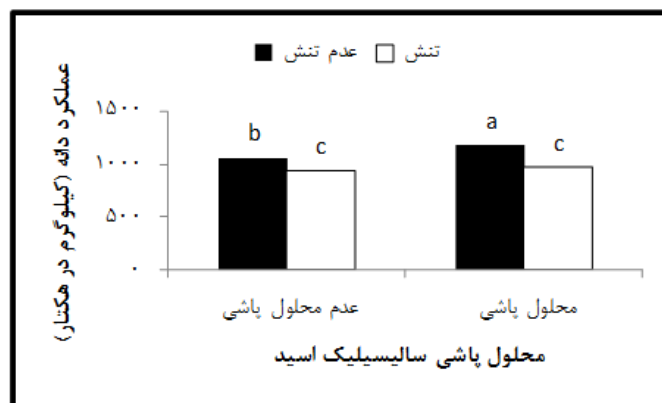 عدم تنش تنش
عملکرد دانه (کیلوگرم در هکتار)
۱۵۰۰
۱۰۰۰
۵۰۰
۰
b c a c
عدم محلول پاشی محلول پاشی
محلول پاشی سالیسیلیک اسید